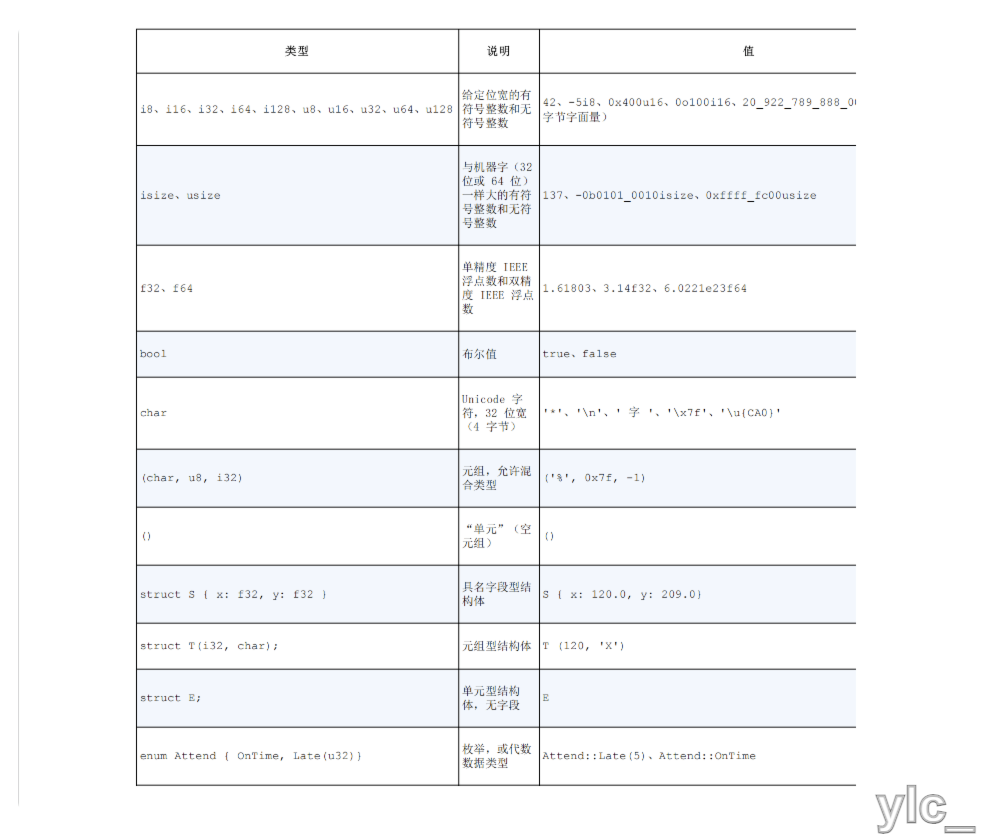 类型 说明 值
i8、i16、i32、i64、i128、u8、u16、u32、u64、u128
给定位宽的有
符号整数和无
符号整数
42、-5i8、0x400u16、0o100i16、20_922_789_888_0
字节字面量）
isize、usize
与机器字（32
位或 64 位）
一样大的有符
号整数和无符
号整数
137、-0b0101_0010isize、0xffff_fc00usize
f32、f64
单精度 IEEE
浮点数和双精
度 IEEE 浮点
数
1.61803、3.14f32、6.0221e23f64
bool
布尔值
true、false
char
Unicode 字
符，32 位宽
（4 字节）
'*'、'\n'、' 字 '、'\x7f'、'\u{CA0}'
(char, u8, i32)
元组，允许混
合类型
('%', 0x7f, -1)
()
“单元”（空
元组）
()
struct S { x: f32, y: f32 }
具名字段型结
构体
S { x: 120.0, y: 209.0}
struct T(i32, char);
元组型结构体
T (120, 'X')
struct E;
单元型结构
体，无字段
E
enum Attend { OnTime, Late(u32)}
枚举，或代数
数据类型
Attend::Late(5)、Attend::OnTime
ylc_